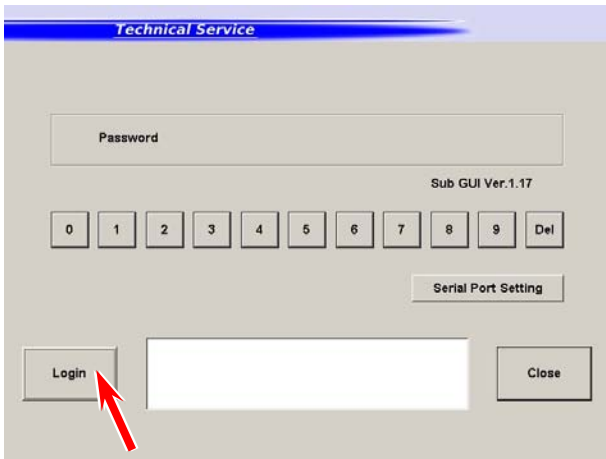 Technical Service
Password
Sub GUI Ver.1.17
0 1 2 3 4 5 6 7 8 9 Del
Serial Port Setting
Login
Close